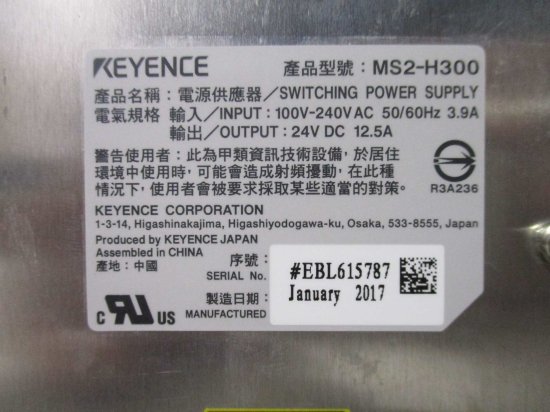 KEYENCE 產品型號：MS2-H300
產品名稱：電源供應器／SWITCHING POWER SUPPLY
電氣規格 輸入／INPUT: 100V-240V AC 50/60Hz 3.9A
輸出／OUTPUT: 24V DC 12.5A
警告使用者：此為甲類資訊技術設備，於居住
環境中使用時，可能會造成射頻擾動，在此種
情況下，使用者會被要求採取某些適當的對策。
R3A236
KEYENCE CORPORATION
1-3-14, Higashinakajima, Higashiyodogawa-ku, Osaka, 533-8555, Japan
Produced by KEYENCE JAPAN
Assembled in CHINA
產地：中國
序號：
SERIAL No.
#EBL615787
January 2017
製造日期：
MANUFACTURED
C RU US